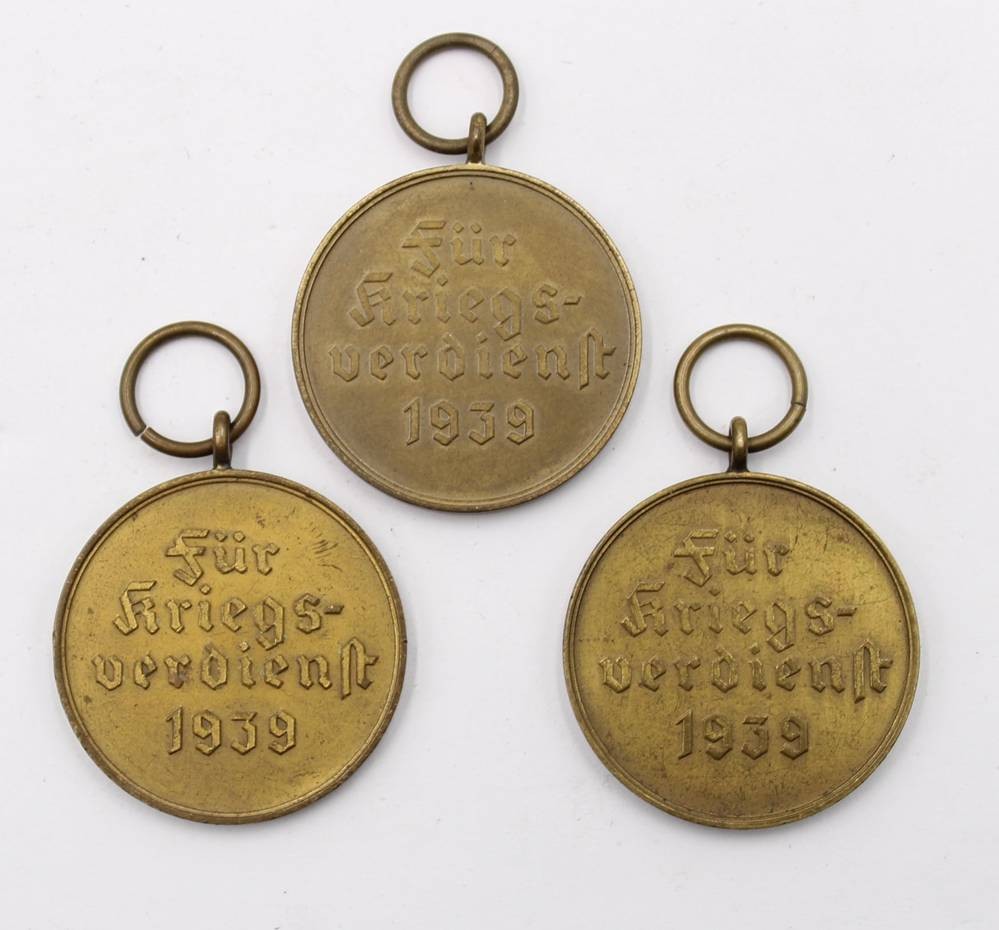 Für
Kriegs-
verdienst
1939
Für
Kriegs-
verdienst
1939
Für
Kriegs-
verdienst
1939